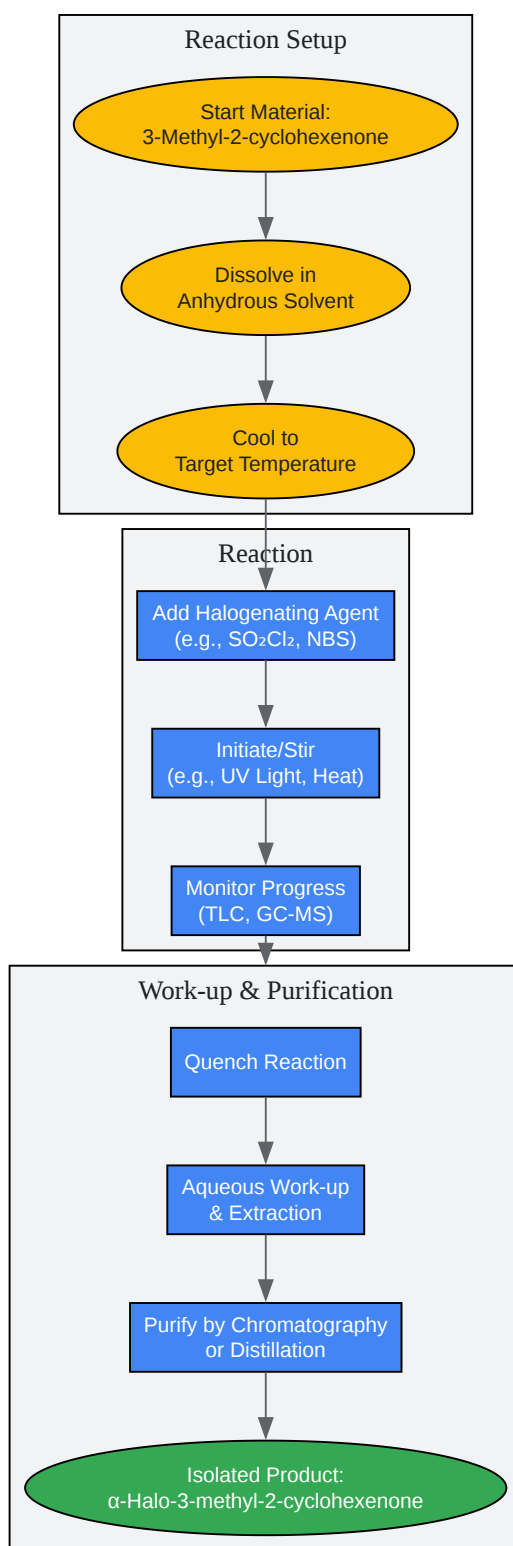 Reaction Setup
Start Material:
3-Methyl-2-cyclohexenone
Dissolve in
Anhydrous Solvent
Cool to
Target Temperature
Reaction
Add Halogenating Agent
(e.g., SO₂Cl₂, NBS)
Initiate/Stir
(e.g., UV Light, Heat)
Monitor Progress
(TLC, GC-MS)
Work-up & Purification
Quench Reaction
Aqueous Work-up
& Extraction
Purify by Chromatography
or Distillation
Isolated Product:
α-Halo-3-methyl-2-cyclohexenone